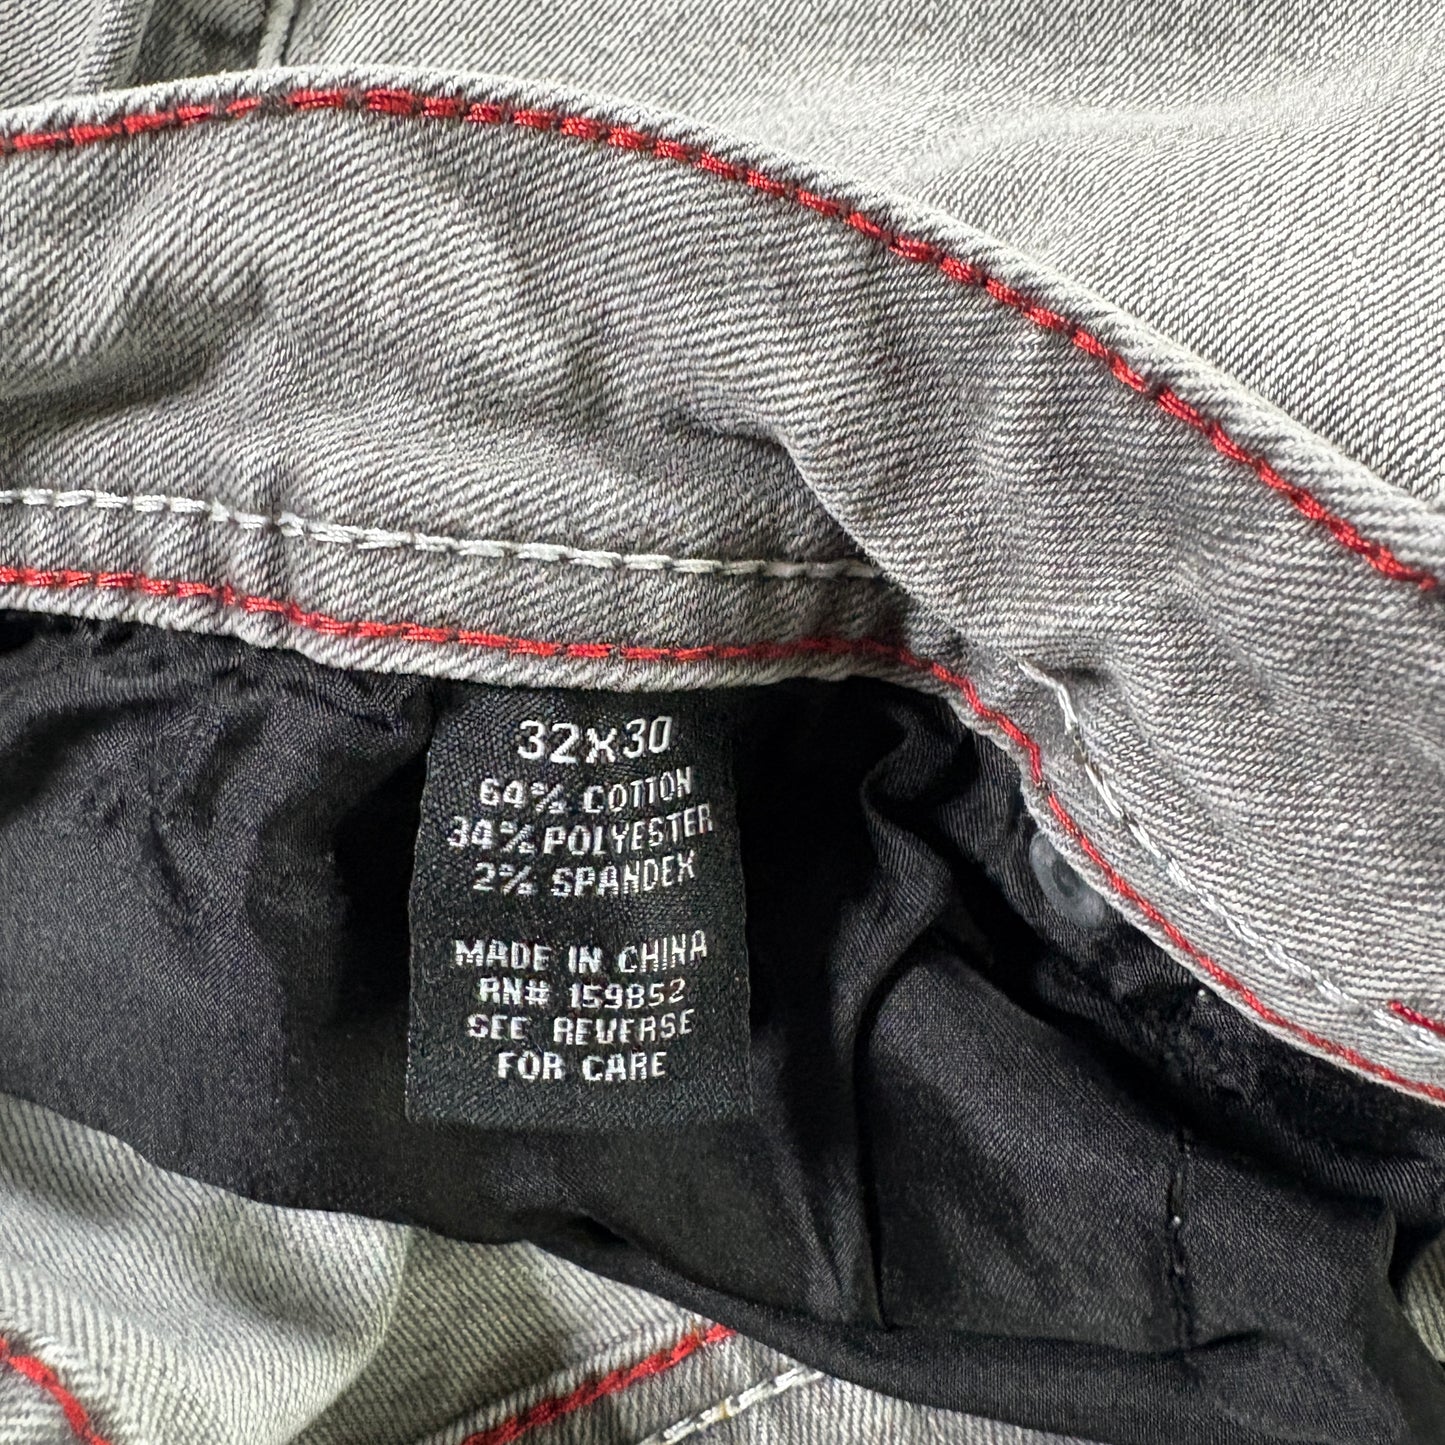 32x30
64% COTTON
34% POLYESTER
2% SPANDEX
MADE IN CHINA
RN# 159852
SEE REVERSE
FOR CARE